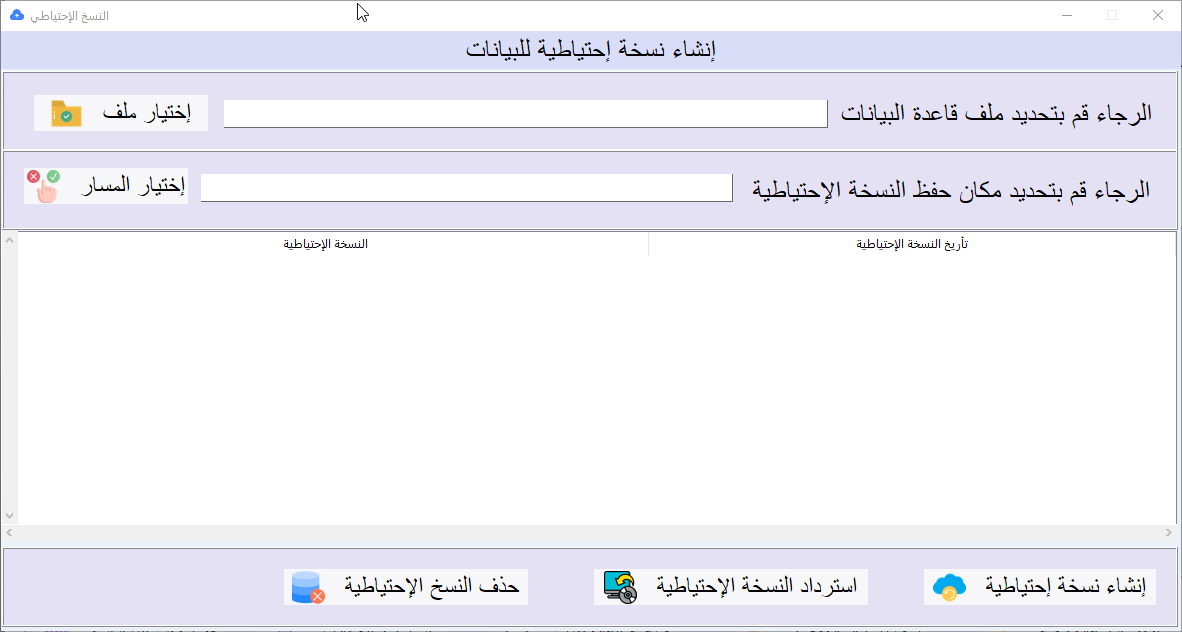 النسخ الإحتياطي
إنشاء نسخة إحتياطية للبيانات
الرجاء قم بتحديد ملف قاعدة البيانات
إختيار ملف
الرجاء قم بتحديد مكان حفظ النسخة الإحتياطية
إختيار المسار
تأريخ النسخة الإحتياطية
النسخة الإحتياطية
إنشاء نسخة إحتياطية
استرداد النسخة الإحتياطية
حذف النسخ الإحتياطية